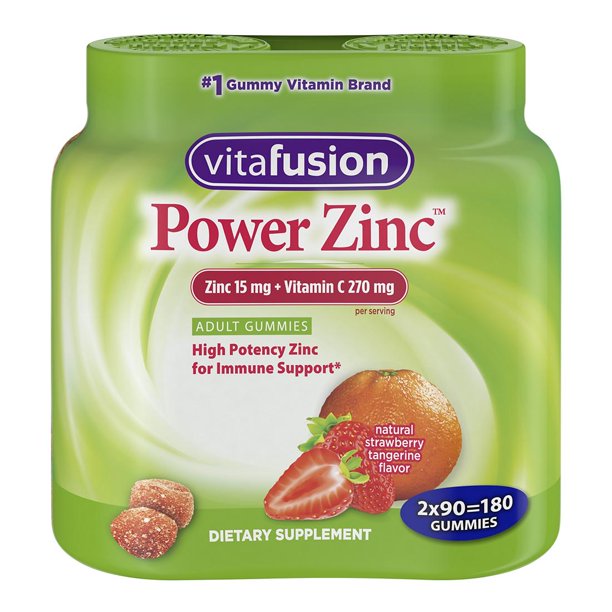 #1 Gummy Vitamin Brand
vitafusion
Power Zinc™
Zinc 15 mg + Vitamin C 270 mg
per serving
ADULT GUMMIES
High Potency Zinc
for Immune Support*
natural
strawberry
tangerine
flavor
2x90=180
GUMMIES
DIETARY SUPPLEMENT